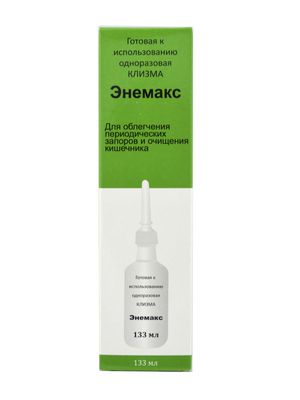 Готовая к
использованию
одноразовая
КЛИЗМА
Энемакс
Для облегчения
периодических
запоров и очищения
кишечника
Готовая к
использованию
одноразовая
КЛИЗМА
Энемакс
133 мл
133 мл